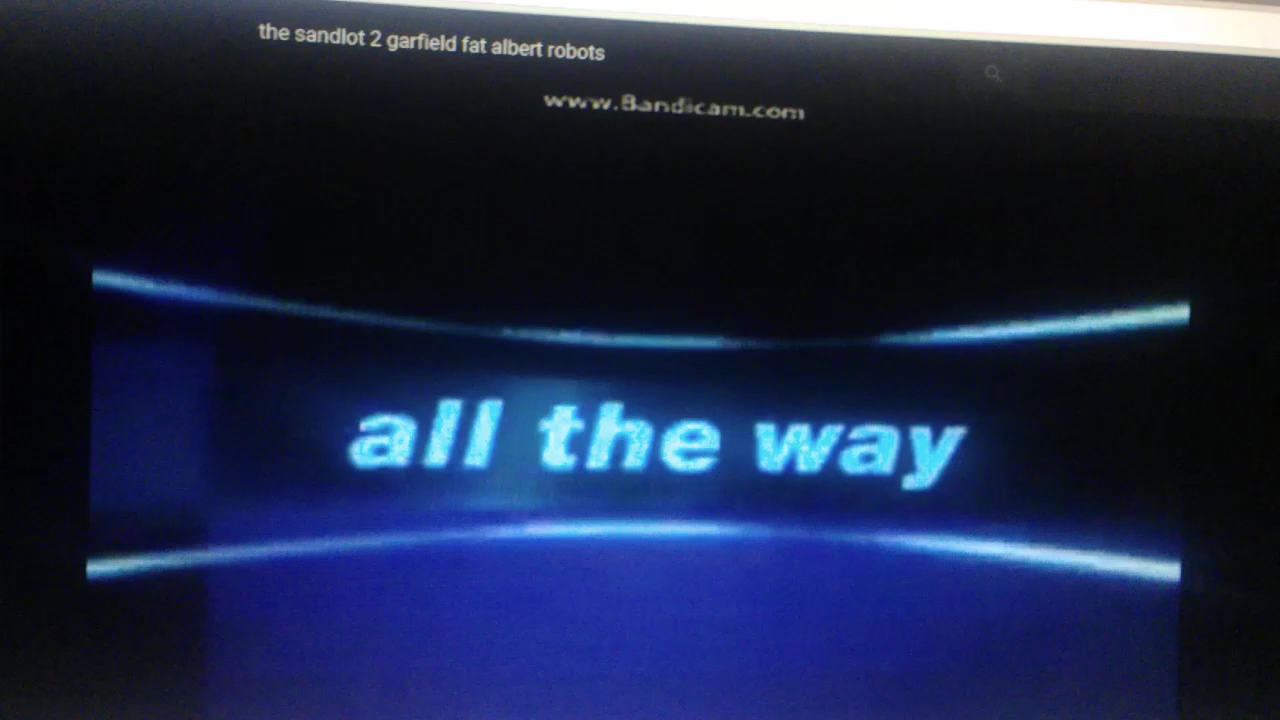 the sandlot 2 garfield fat albert robots
www.Bandicam.com
all the way